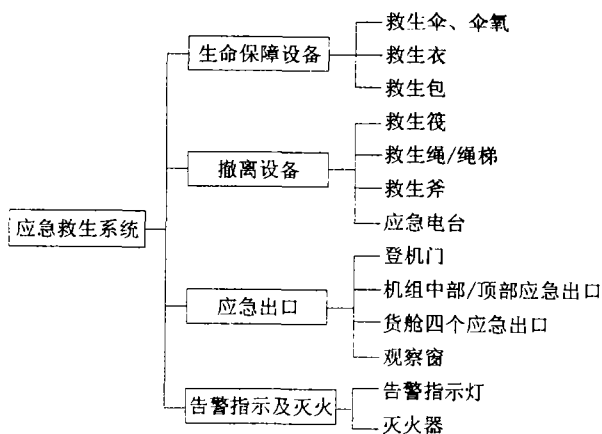 应急救生系统
生命保障设备
救生伞、伞氧
救生衣
救生包
撤离设备
救生筏
救生绳/绳梯
救生斧
应急电台
应急出口
登机门
机组中部/顶部应急出口
货舱四个应急出口
观察窗
告警指示及灭火
告警指示灯
灭火器